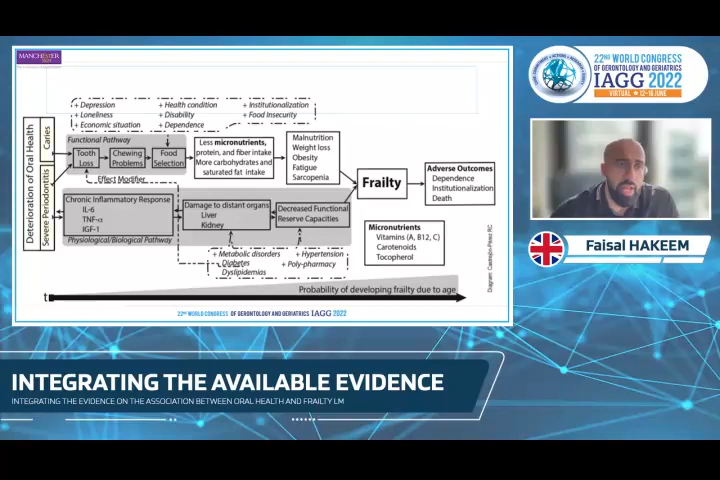 MANCHESTER
1824
+ Depression
+ Loneliness
+ Economic situation
+ Health condition
+ Disability
+ Dependence
+ Institutionalization
+ Food Insecurity
Deterioration of Oral Health
Caries
Severe Periodontitis
Functional Pathway
Tooth
Loss
Chewing
Problems
Food
Selection
Effect Modifier
Less micronutrients,
protein, and fiber intake
More carbohydrates and
saturated fat intake
Malnutrition
Weight loss
Obesity
Fatigue
Sarcopenia
Frailty
Adverse Outcomes
Dependence
Institutionalization
Death
Chronic Inflammatory Response
IL-6
TNF-α
IGF-1
Physiological/Biological Pathway
Damage to distant organs
Liver
Kidney
Decreased Functional
Reserve Capacities
+ Metabolic disorders
Diabetes
Dyslipidemias
+ Hypertension
+ Poly-pharmacy
Micronutrients
Vitamins (A, B12, C)
Carotenoids
Tocopherol
Diagram: Castrejón-Pérez RC
t
Probability of developing frailty due to age
22ND WORLD CONGRESS OF GERONTOLOGY AND GERIATRICS IAGG 2022
22ND WORLD CONGRESS
OF GERONTOLOGY AND GERIATRICS
IAGG 2022
VIRTUAL 12-16 JUNE
Faisal HAKEEM
INTEGRATING THE AVAILABLE EVIDENCE
INTEGRATING THE EVIDENCE ON THE ASSOCIATION BETWEEN ORAL HEALTH AND FRAILTY LM